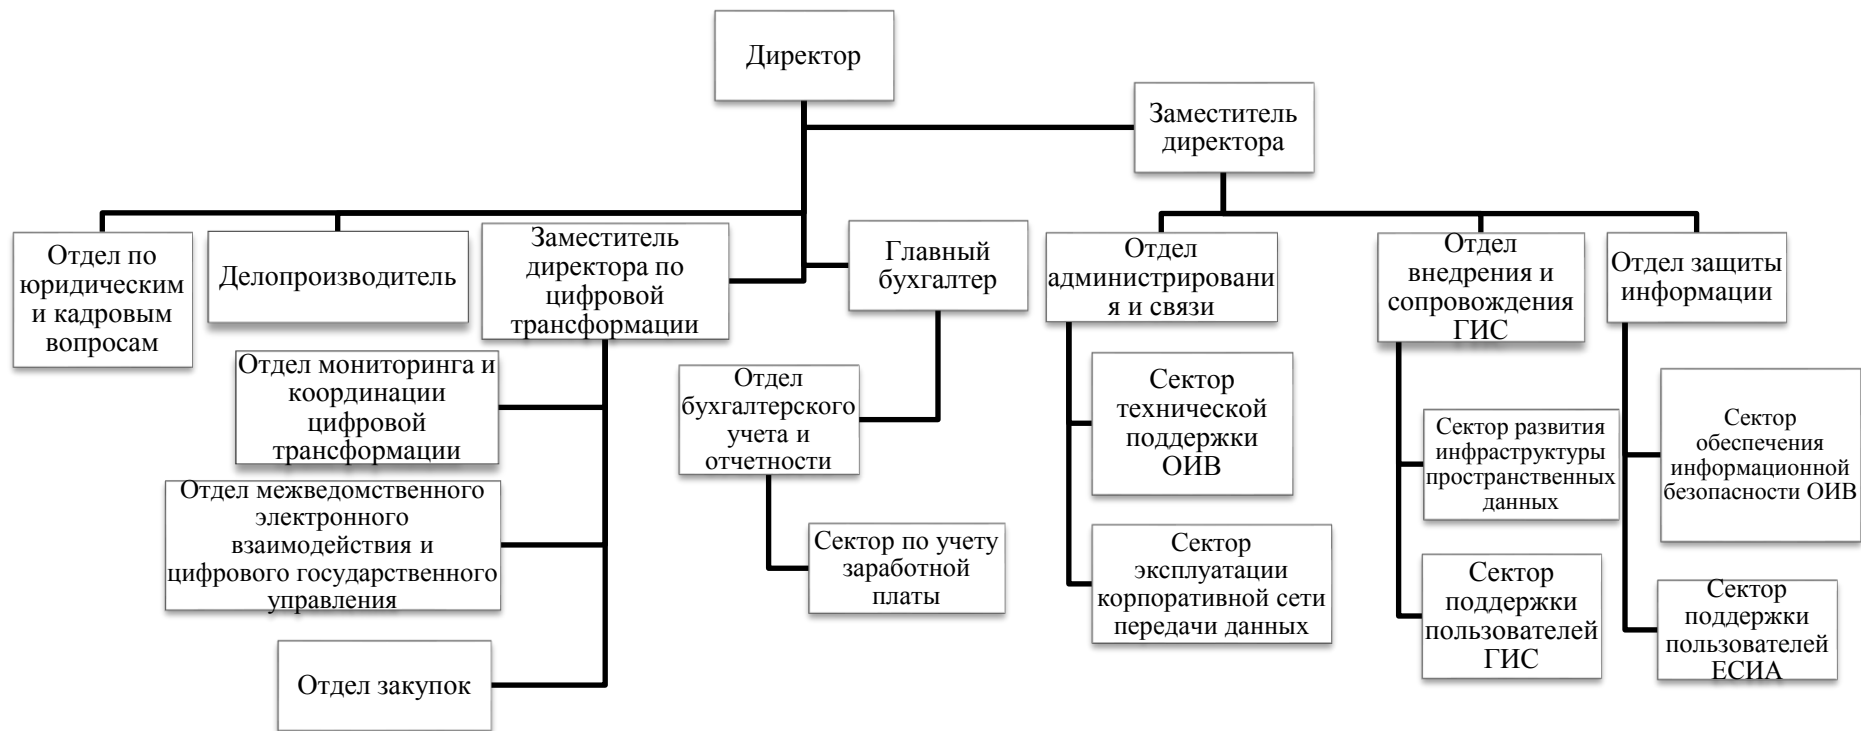 Директор
Заместитель
директора
Отдел по
юридическим
и кадровым
вопросам
Делопроизводитель
Заместитель
директора по
цифровой
трансформации
Главный
бухгалтер
Отдел
администрировани
я и связи
Отдел
внедрения и
сопровождения
ГИС
Отдел защиты
информации
Отдел мониторинга и
координации
цифровой
трансформации
Отдел межведомственного
электронного
взаимодействия и
цифрового государственного
управления
Отдел закупок
Отдел
бухгалтерского
учета и
отчетности
Сектор по учету
заработной
платы
Сектор
технической
поддержки
ОИВ
Сектор
эксплуатации
корпоративной сети
передачи данных
Сектор развития
инфраструктуры
пространственных
данных
Сектор
поддержки
пользователей
ГИС
Сектор
обеспечения
информационной
безопасности ОИВ
Сектор
поддержки
пользователей
ЕСИА